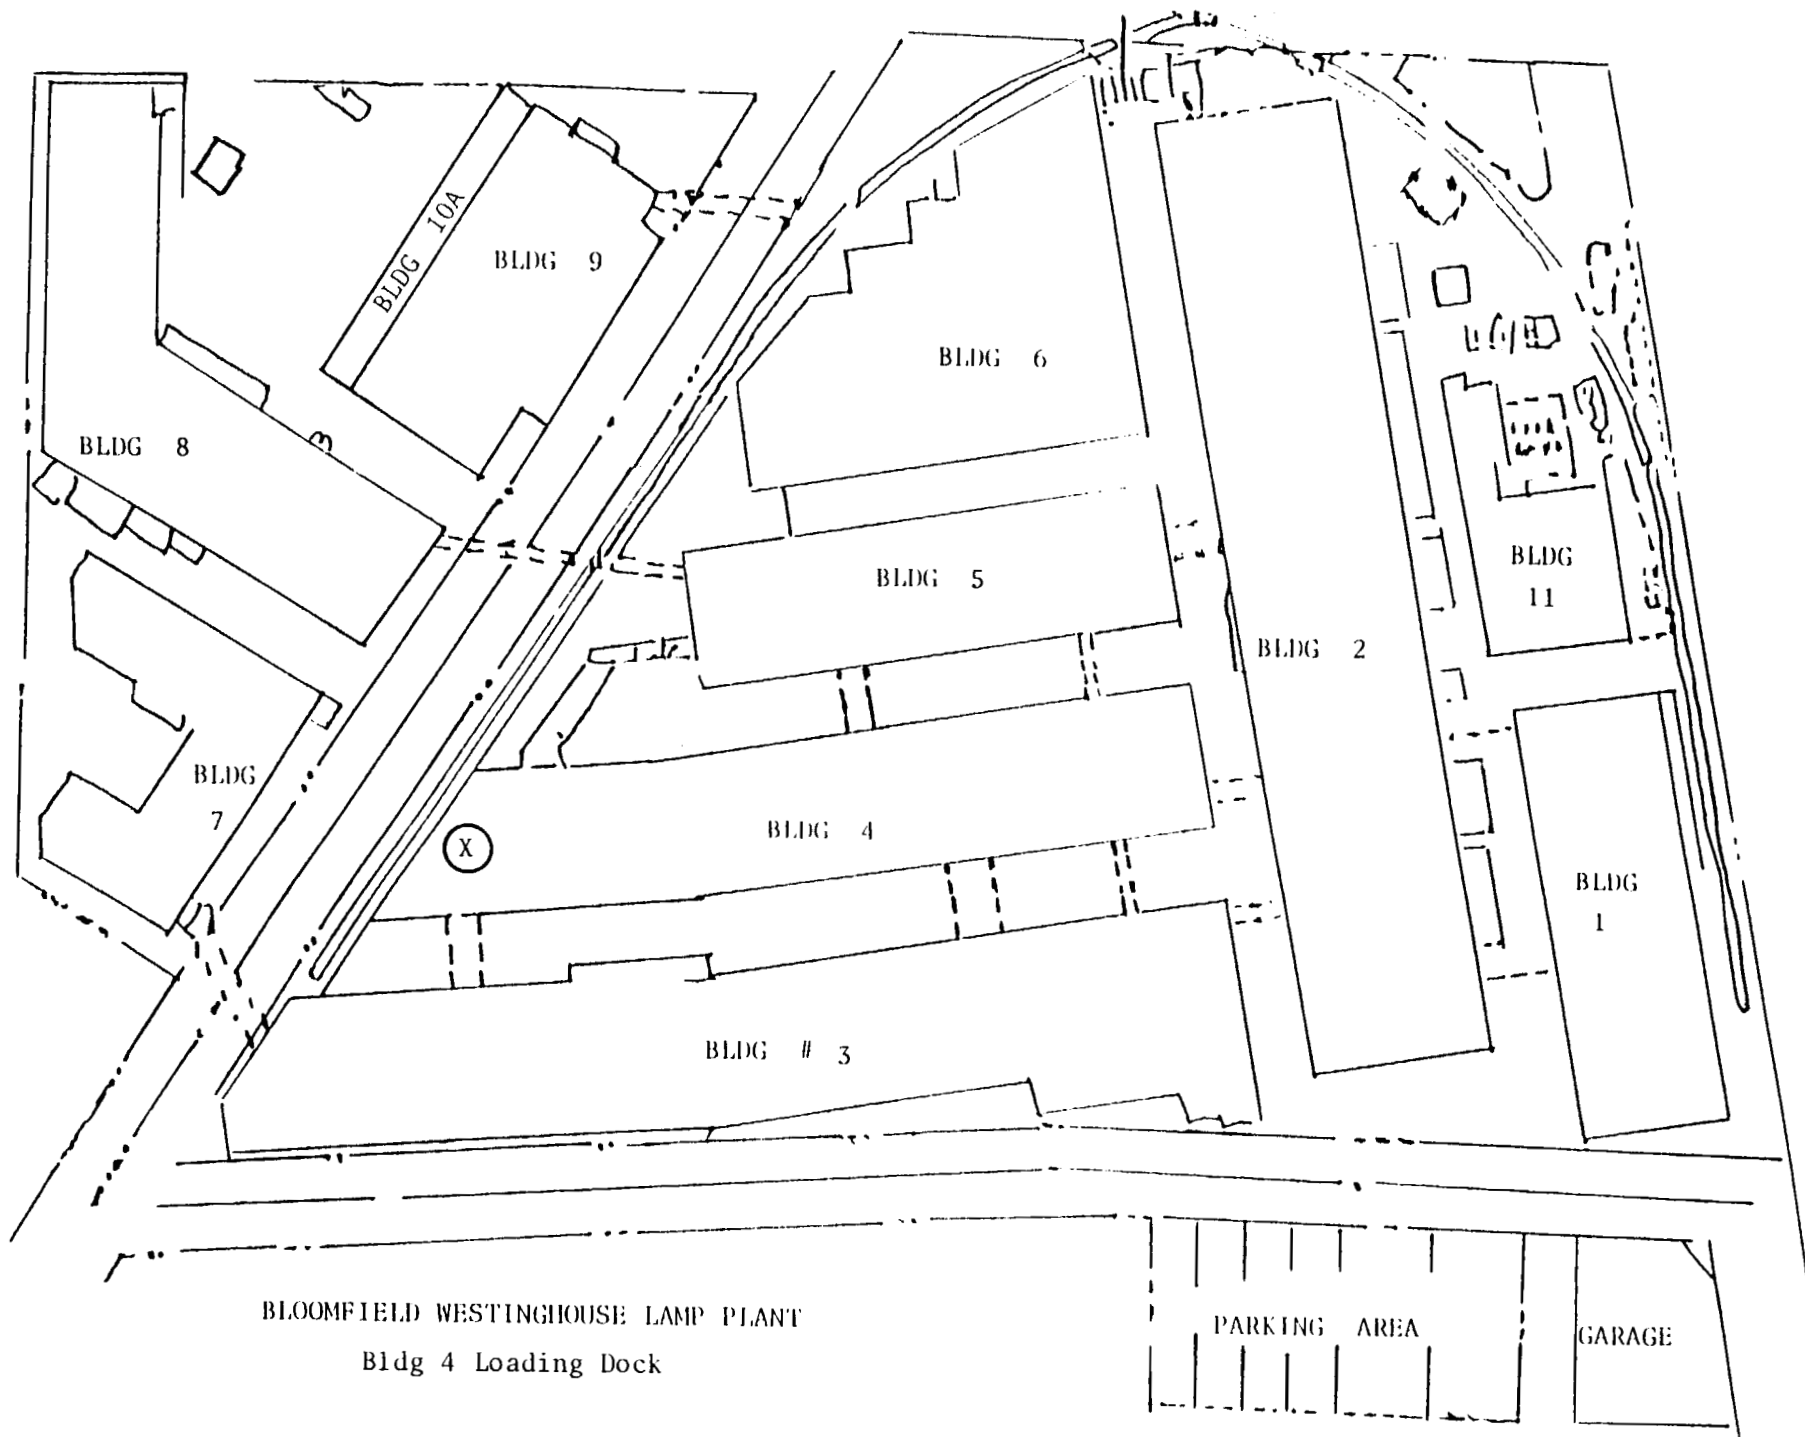 BLDG 10A
BLDG 9
BLDG 6
BLDG 8
BLDG
11
BLDG 5
BLDG 2
BLDG
7
BLDG 4
X
BLDG
1
BLDG # 3
BLOOMFIELD WESTINGHOUSE LAMP PLANT
Bldg 4 Loading Dock
PARKING AREA
GARAGE